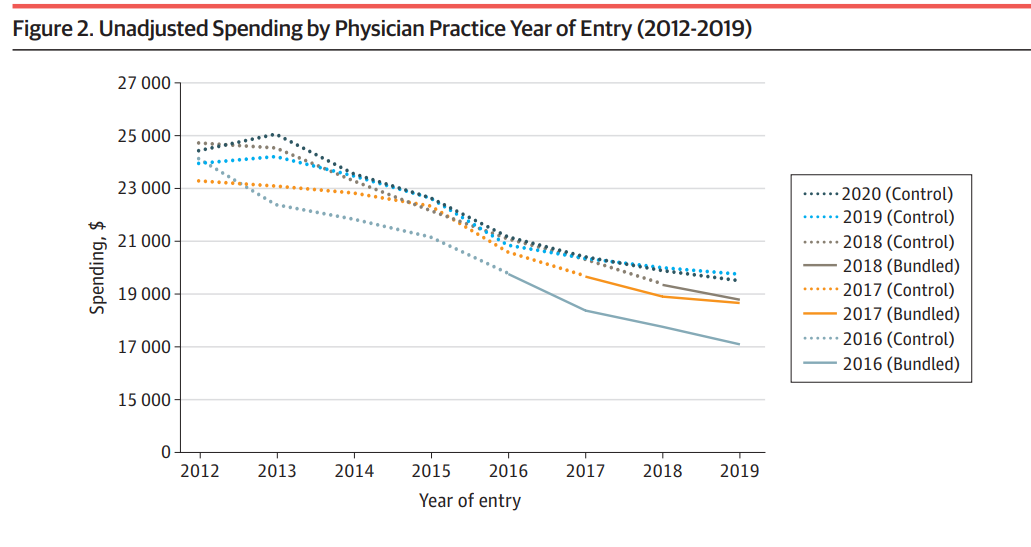 Figure 2. Unadjusted Spending by Physician Practice Year of Entry (2012-2019)
27 000
25 000
23 000
21 000
19 000
17 000
15 000
0
Spending, $
2012 2013 2014 2015 2016 2017 2018 2019
Year of entry
2020 (Control)
2019 (Control)
2018 (Control)
2018 (Bundled)
2017 (Control)
2017 (Bundled)
2016 (Control)
2016 (Bundled)